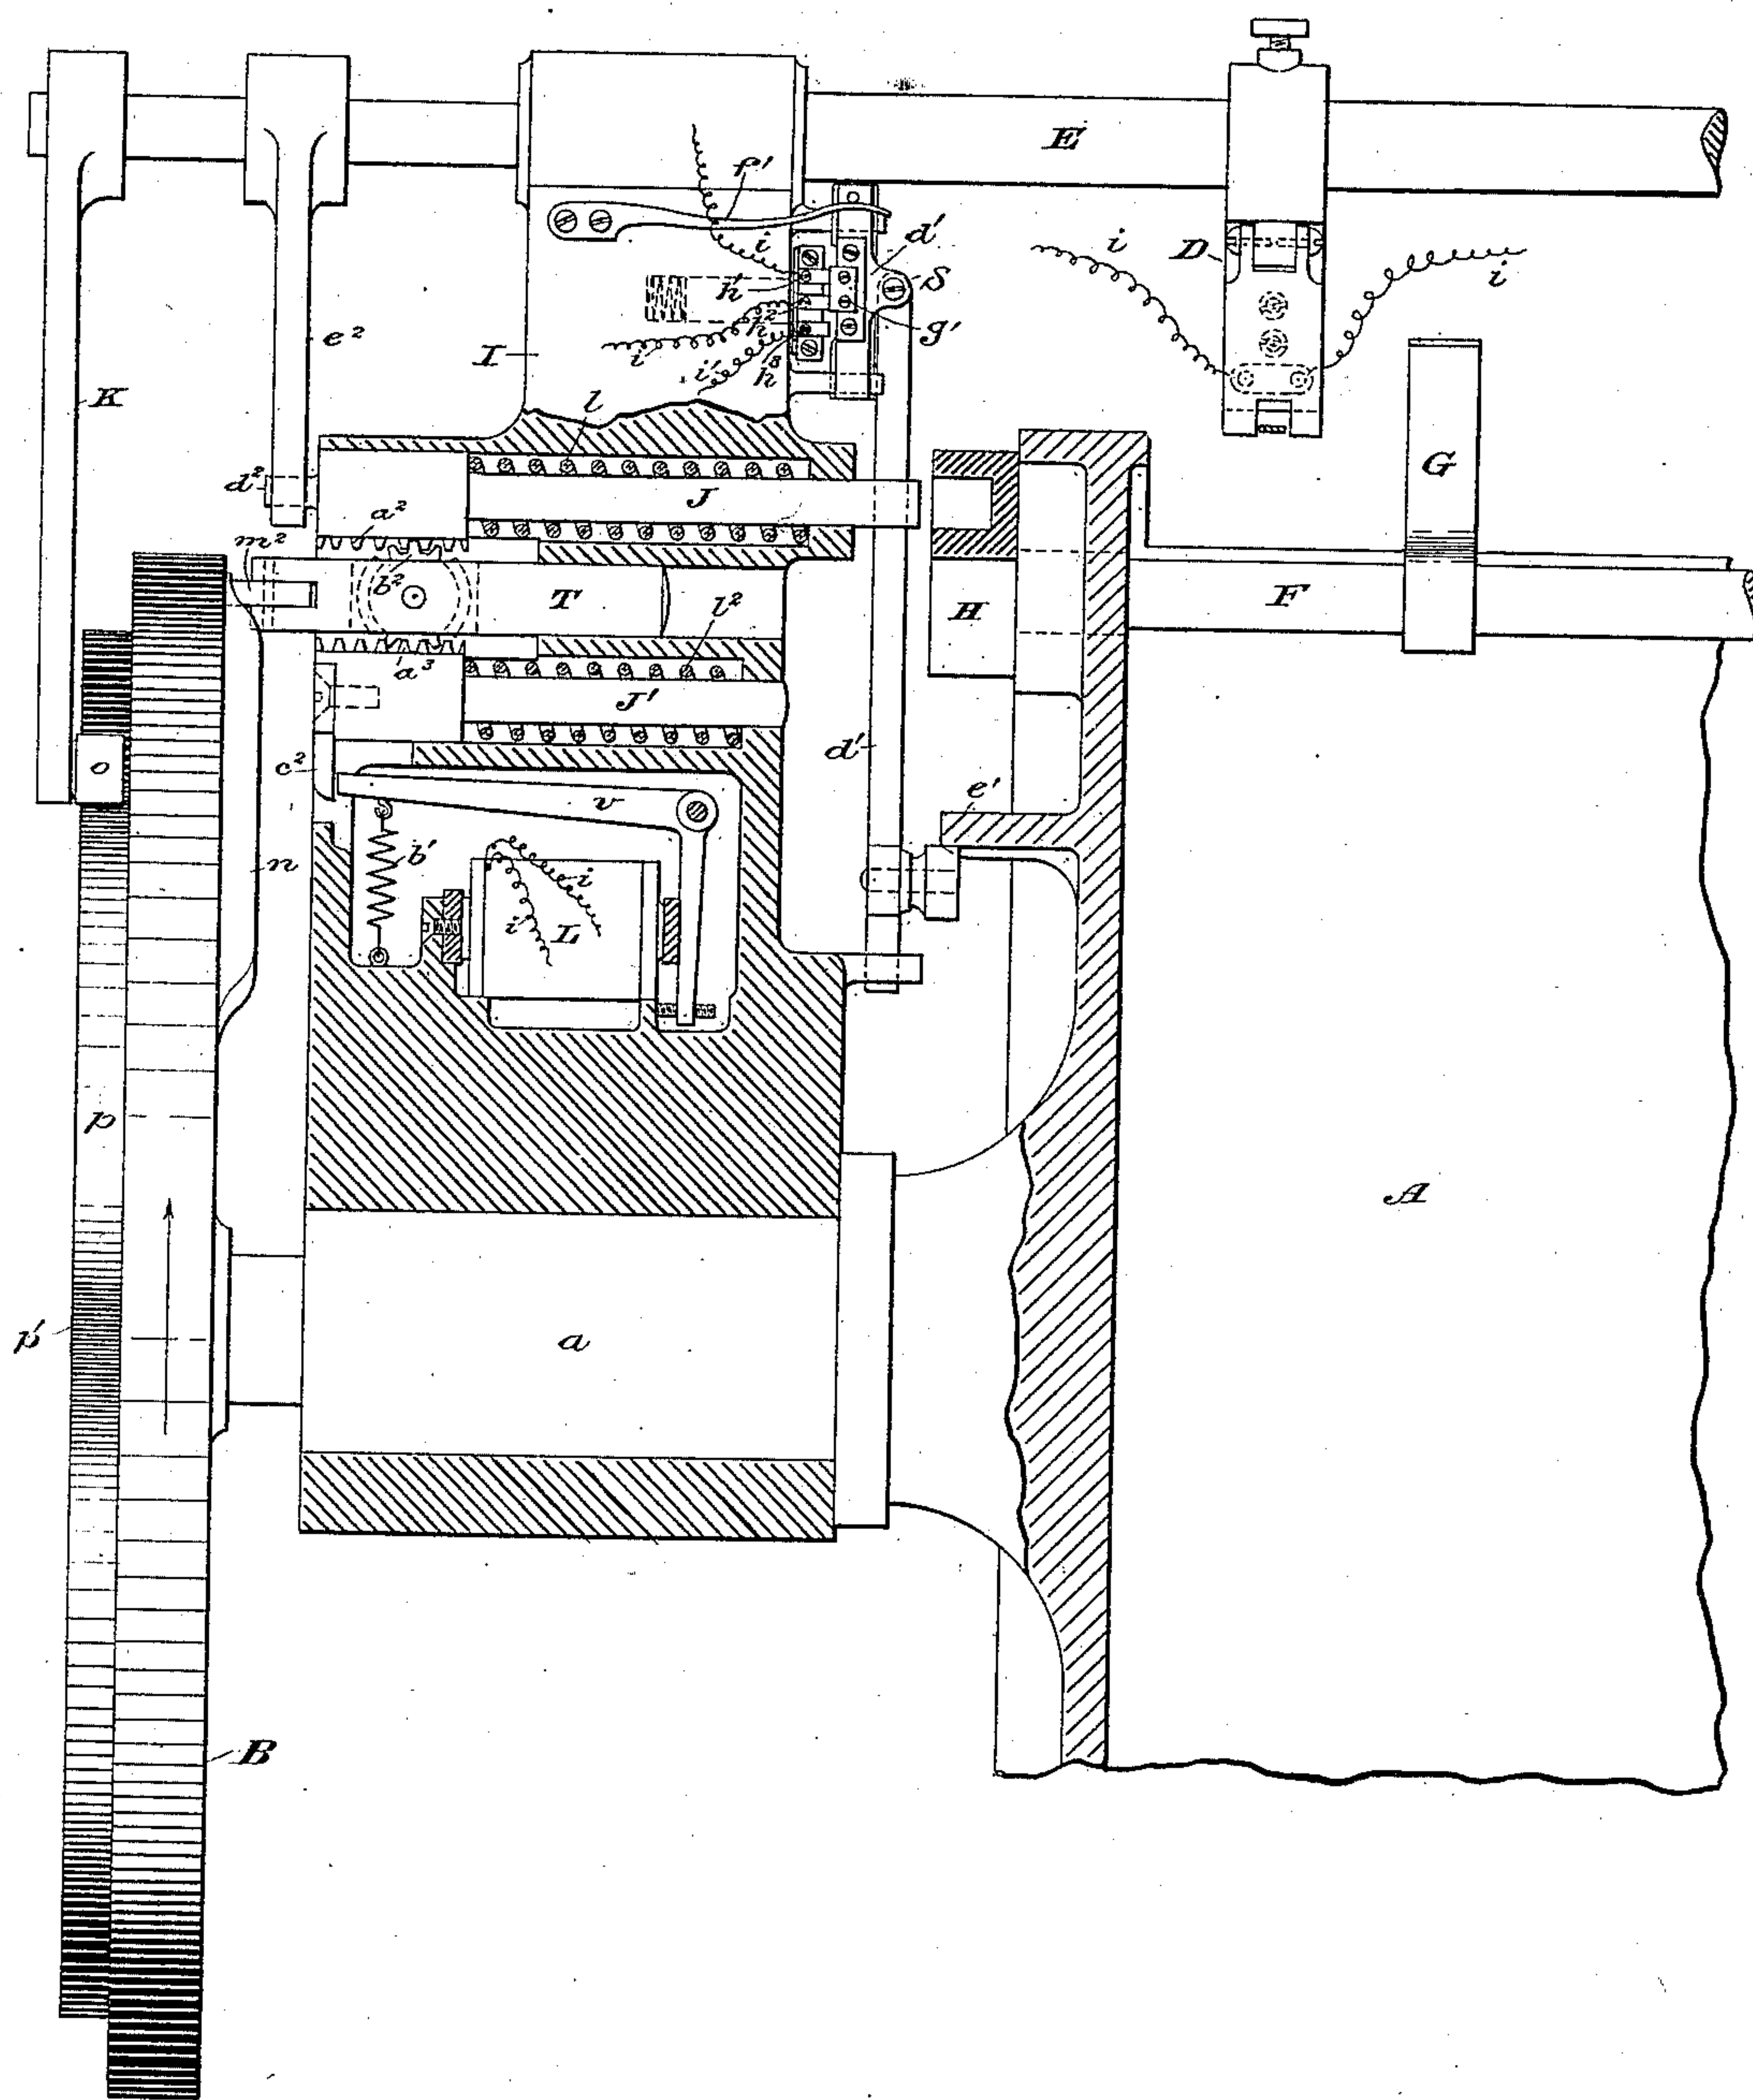 E
f'
i
d'
S
D
i
i
h'
h²
g'
e²
I
i
i'
h³
K
l
G
d²
a²
J
m²
b²
T
l²
H
F
a³
J'
o
c²
d'
e'
v
n
b'
i
i
L
p
A
p'
a
B